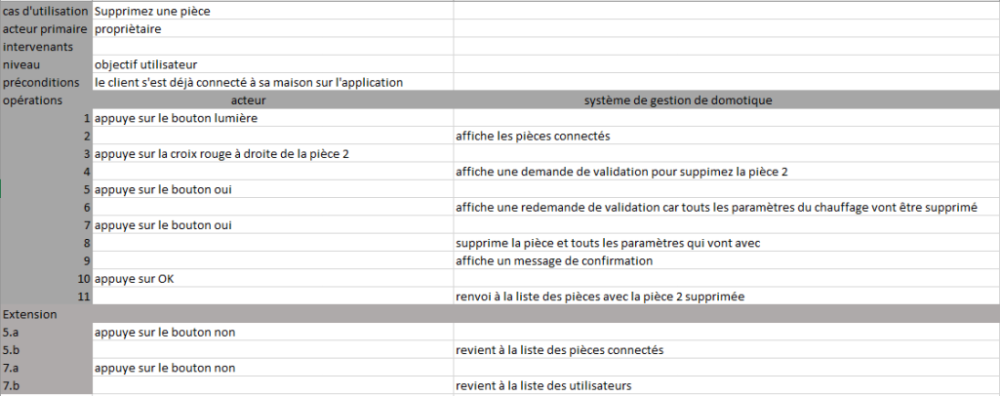 cas d'utilisation Supprimez une pièce
acteur primaire propriètaire
intervenants
niveau objectif utilisateur
préconditions le client s'est déjà connecté à sa maison sur l'application
opérations acteur système de gestion de domotique
1 appuye sur le bouton lumière
2 affiche les pièces connectés
3 appuye sur la croix rouge à droite de la pièce 2
4 affiche une demande de validation pour suppimez la pièce 2
5 appuye sur le bouton oui
6 affiche une redemande de validation car touts les paramètres du chauffage vont être supprimé
7 appuye sur le bouton oui
8 supprime la pièce et touts les paramètres qui vont avec
9 affiche un message de confirmation
10 appuye sur OK
11 renvoi à la liste des pièces avec la pièce 2 supprimée
Extension
5.a appuye sur le bouton non
5.b revient à la liste des pièces connectés
7.a appuye sur le bouton non
7.b revient à la liste des utilisateurs